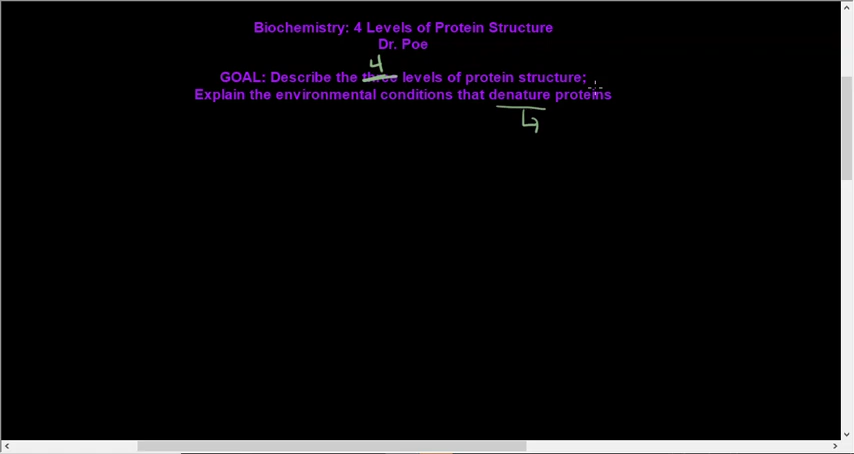 Biochemistry: 4 Levels of Protein Structure
Dr. Poe
4
GOAL: Describe the three levels of protein structure;
Explain the environmental conditions that denature proteins